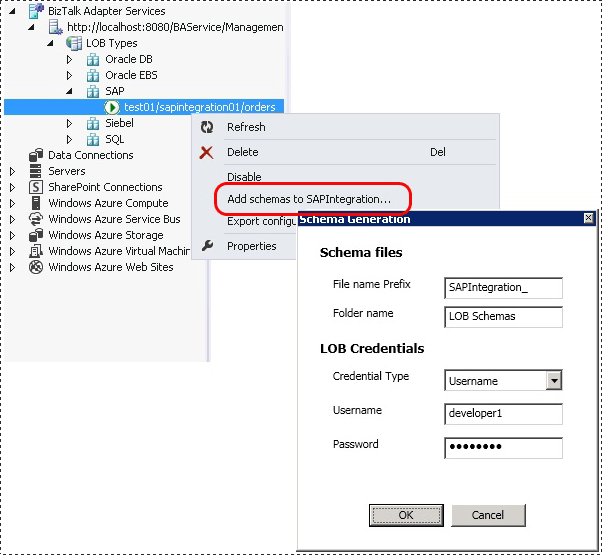 BizTalk Adapter Services
http://localhost:8080/BAService/Managemen
LOB Types
Oracle DB
Oracle EBS
SAP
test01/sapintegration01/orders
Siebel
SQL
Data Connections
Servers
SharePoint Connections
Windows Azure Compute
Windows Azure Service Bus
Windows Azure Storage
Windows Azure Virtual Machin
Windows Azure Web Sites
Refresh
Delete Del
Disable
Add schemas to SAPIntegration...
Export configu
Properties
Schema Generation
Schema files
File name Prefix SAPIntegration_
Folder name LOB Schemas
LOB Credentials
Credential Type Username
Username developer1
Password ●●●●●●●●
OK Cancel